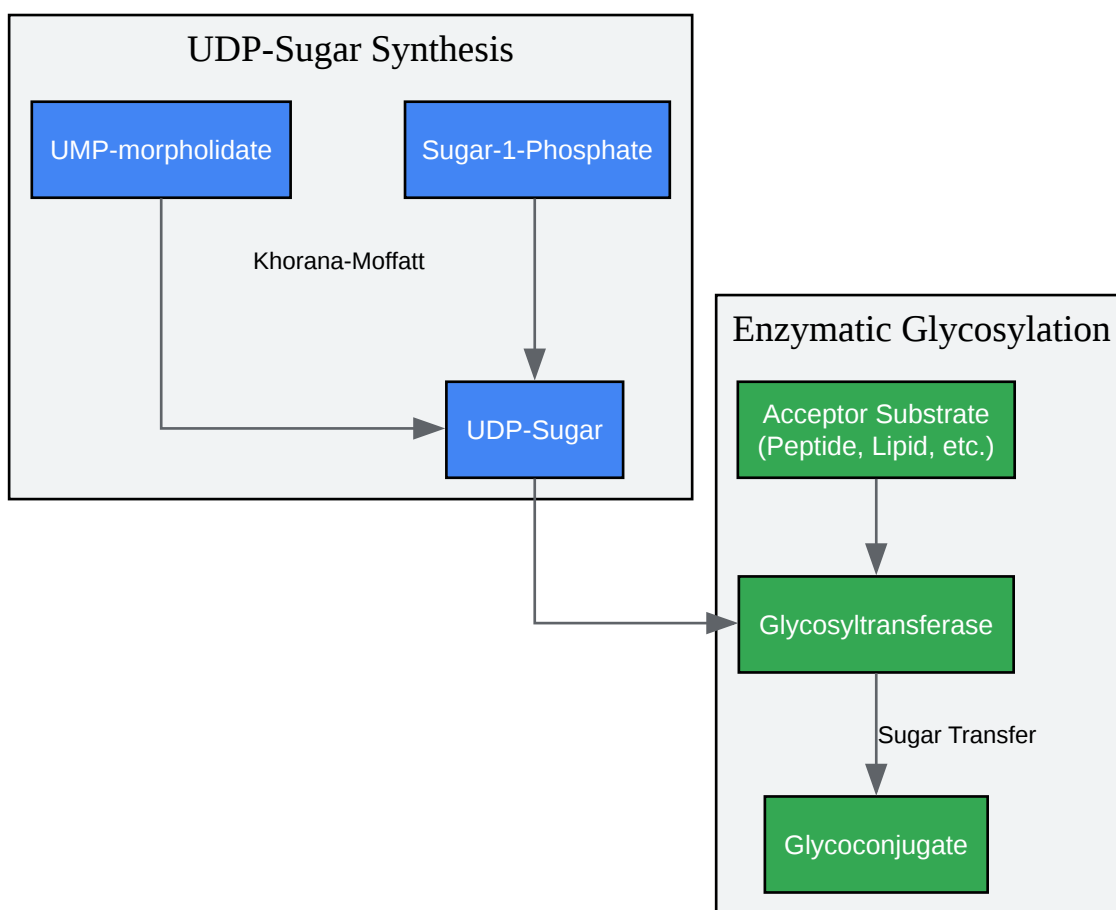 UDP-Sugar Synthesis
UMP-morpholidate
Sugar-1-Phosphate
Khorana-Moffatt
UDP-Sugar
Enzymatic Glycosylation
Acceptor Substrate
(Peptide, Lipid, etc.)
Glycosyltransferase
Sugar Transfer
Glycoconjugate